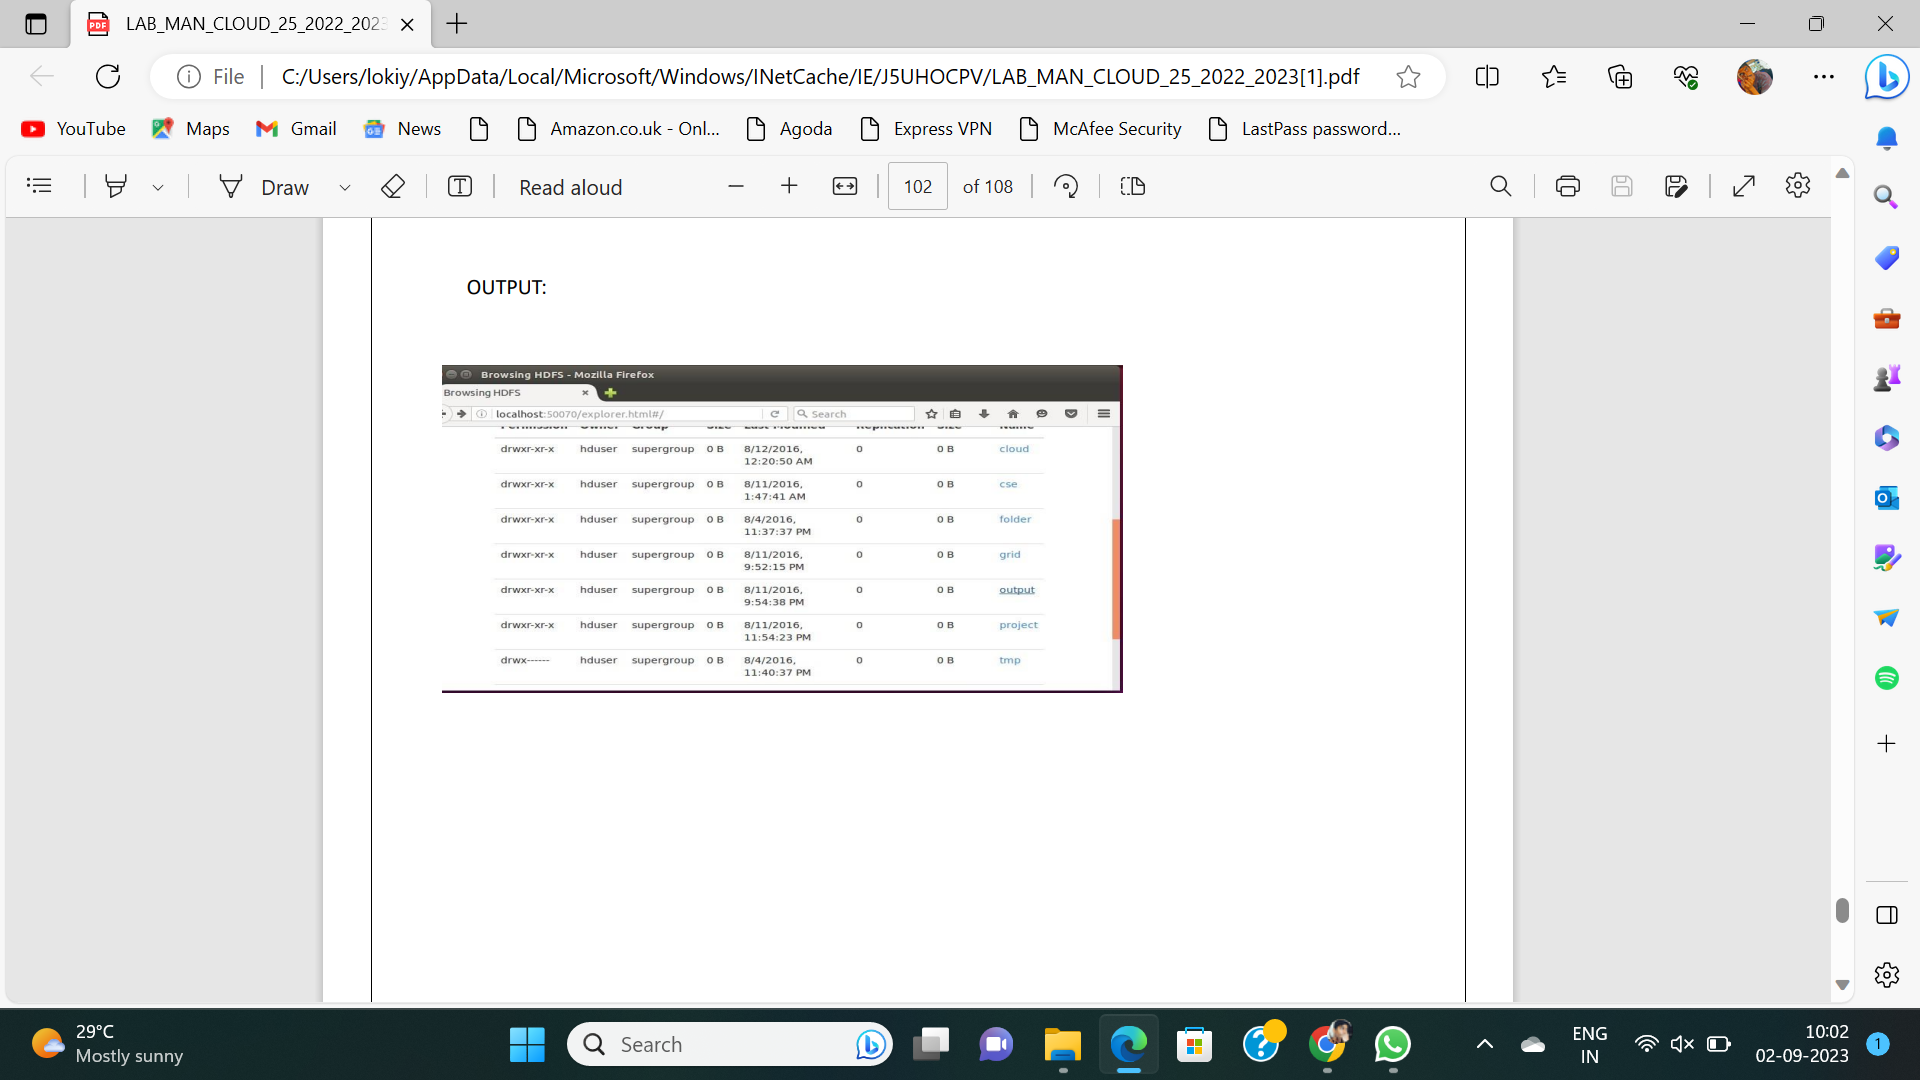 LAB_MAN_CLOUD_25_2022_2023
File
C:/Users/lokiy/AppData/Local/Microsoft/Windows/INetCache/IE/J5UHOCPV/LAB_MAN_CLOUD_25_2022_2023[1].pdf
YouTube Maps Gmail News Amazon.co.uk - Onl... Agoda Express VPN McAfee Security LastPass password...
Draw Read aloud 102 of 108
OUTPUT:
Browsing HDFS - Mozilla Firefox
Browsing HDFS
localhost:50070/explorer.html#/ Search
Permission Owner Group Size Last Modified Replication Size Name
drwxr-xr-x hduser supergroup 0 B 8/12/2016, 0 0 B cloud
12:20:50 AM
drwxr-xr-x hduser supergroup 0 B 8/11/2016, 0 0 B cse
1:47:41 AM
drwxr-xr-x hduser supergroup 0 B 8/4/2016, 0 0 B folder
11:37:37 PM
drwxr-xr-x hduser supergroup 0 B 8/11/2016, 0 0 B grid
9:52:15 PM
drwxr-xr-x hduser supergroup 0 B 8/11/2016, 0 0 B output
9:54:38 PM
drwxr-xr-x hduser supergroup 0 B 8/11/2016, 0 0 B project
11:54:23 PM
drwx------ hduser supergroup 0 B 8/4/2016, 0 0 B tmp
11:40:37 PM
29°C
Mostly sunny
Search
ENG
IN
10:02
02-09-2023
1